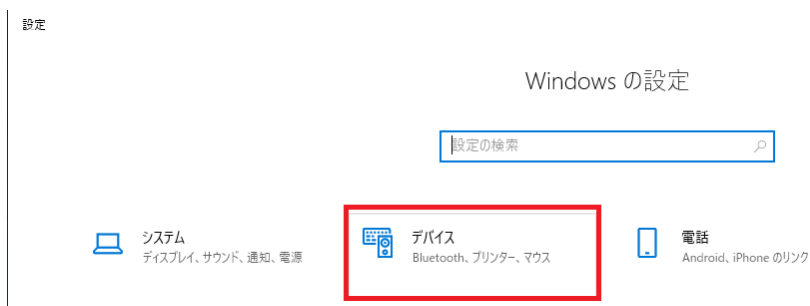 設定
Windows の設定
設定の検索
システム
ディスプレイ、サウンド、通知、電源
デバイス
Bluetooth、プリンター、マウス
電話
Android、iPhone のリンク